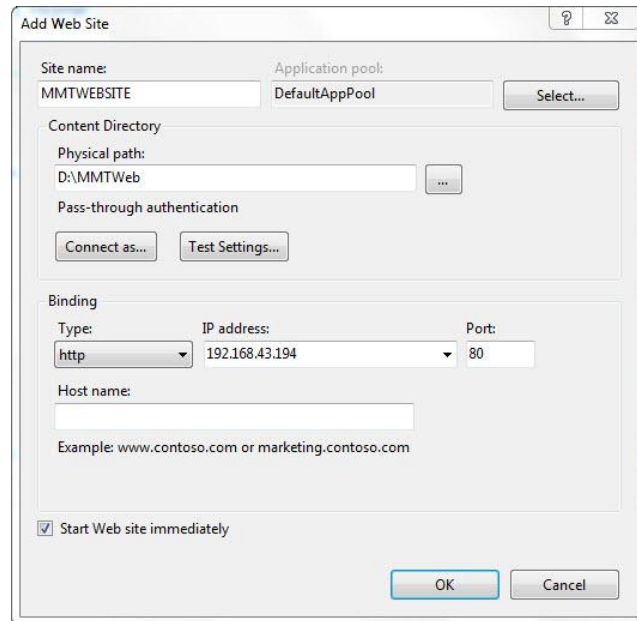 Add Web Site
Site name: Application pool:
MMTWEBSITE DefaultAppPool Select...
Content Directory
Physical path:
D:\MMTWeb ...
Pass-through authentication
Connect as... Test Settings...
Binding
Type: IP address: Port:
http 192.168.43.194 80
Host name:
Example: www.contoso.com or marketing.contoso.com
Start Web site immediately
OK Cancel